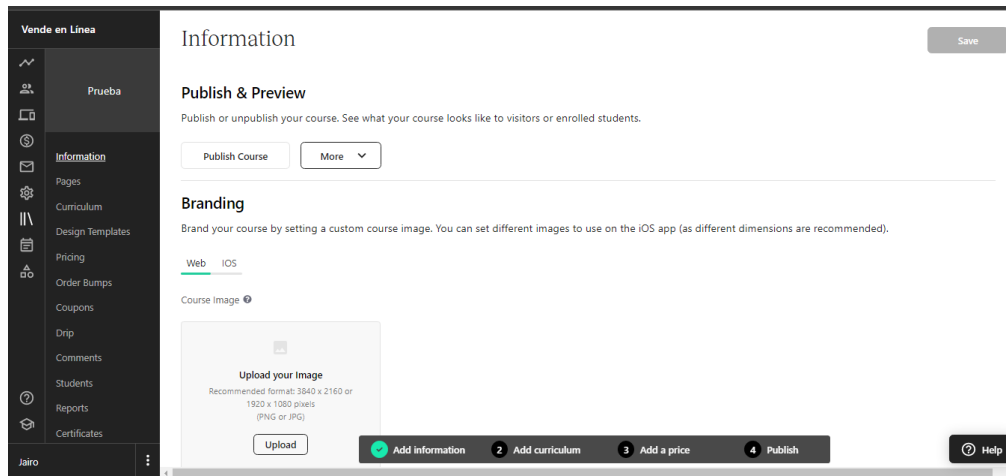 Vende en Línea
Prueba
Information
Pages
Curriculum
Design Templates
Pricing
Order Bumps
Coupons
Drip
Comments
Students
Reports
Certificates
Jairo
Information
Save
Publish & Preview
Publish or unpublish your course. See what your course looks like to visitors or enrolled students.
Publish Course
More
Branding
Brand your course by setting a custom course image. You can set different images to use on the iOS app (as different dimensions are recommended).
Web IOS
Course Image
Upload your Image
Recommended format: 3840 x 2160 or
1920 x 1080 pixels
(PNG or JPG)
Upload
Add information 2 Add curriculum 3 Add a price 4 Publish
Help